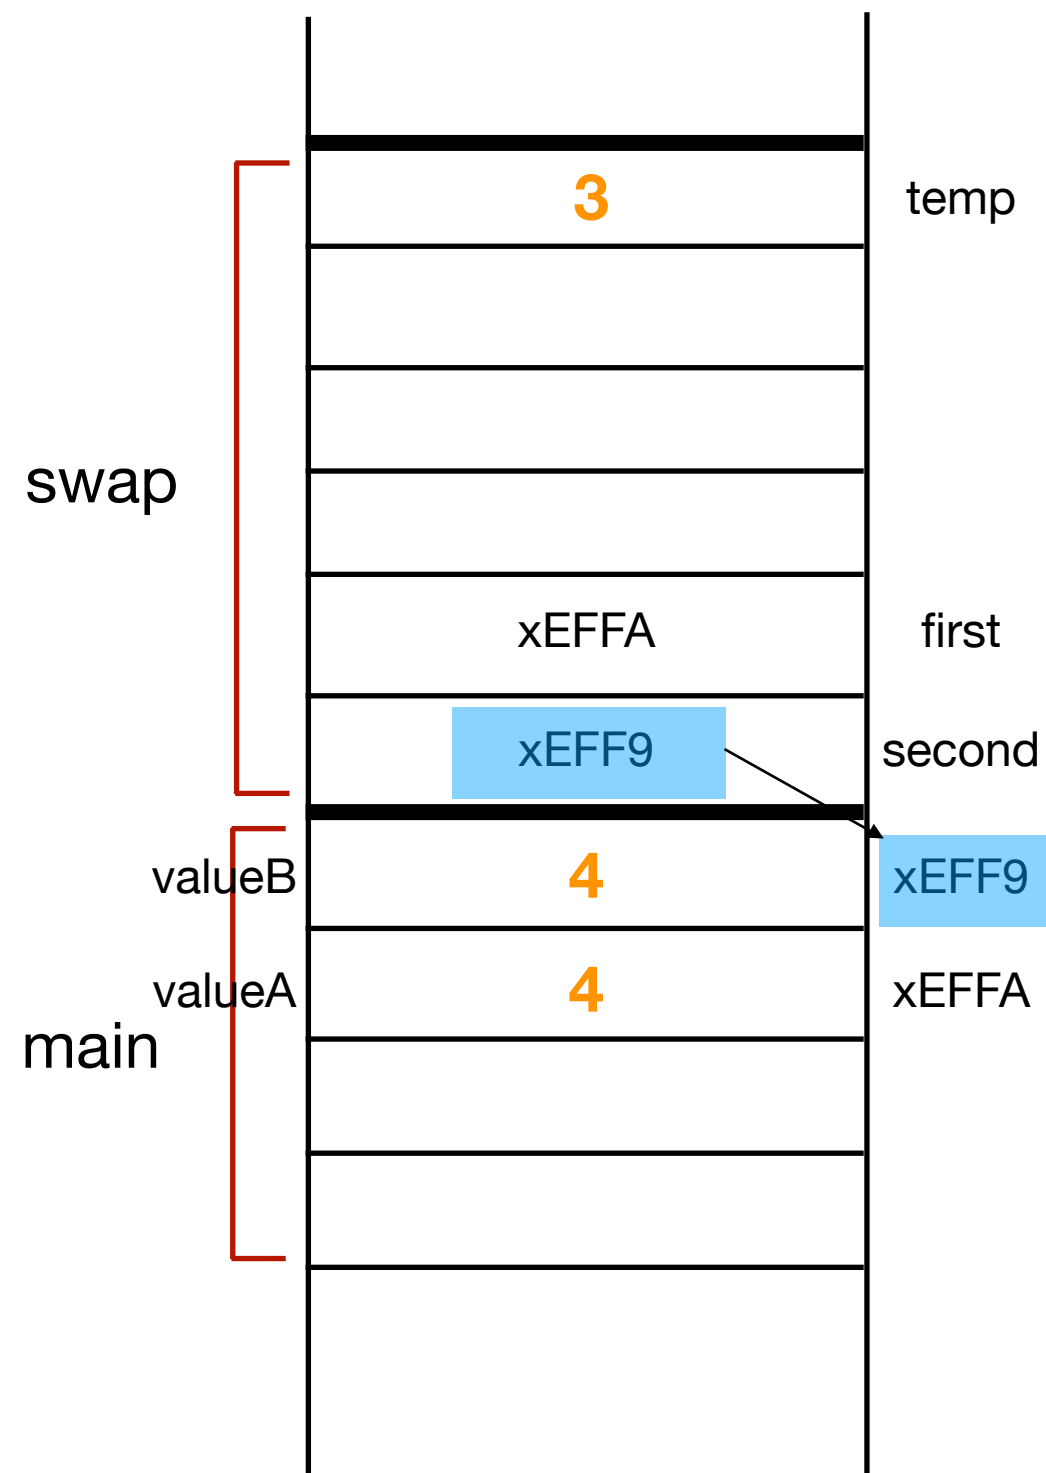 3 temp
swap
xEFFA first
xEFF9 second
valueB 4 xEFF9
valueA 4 xEFFA
main